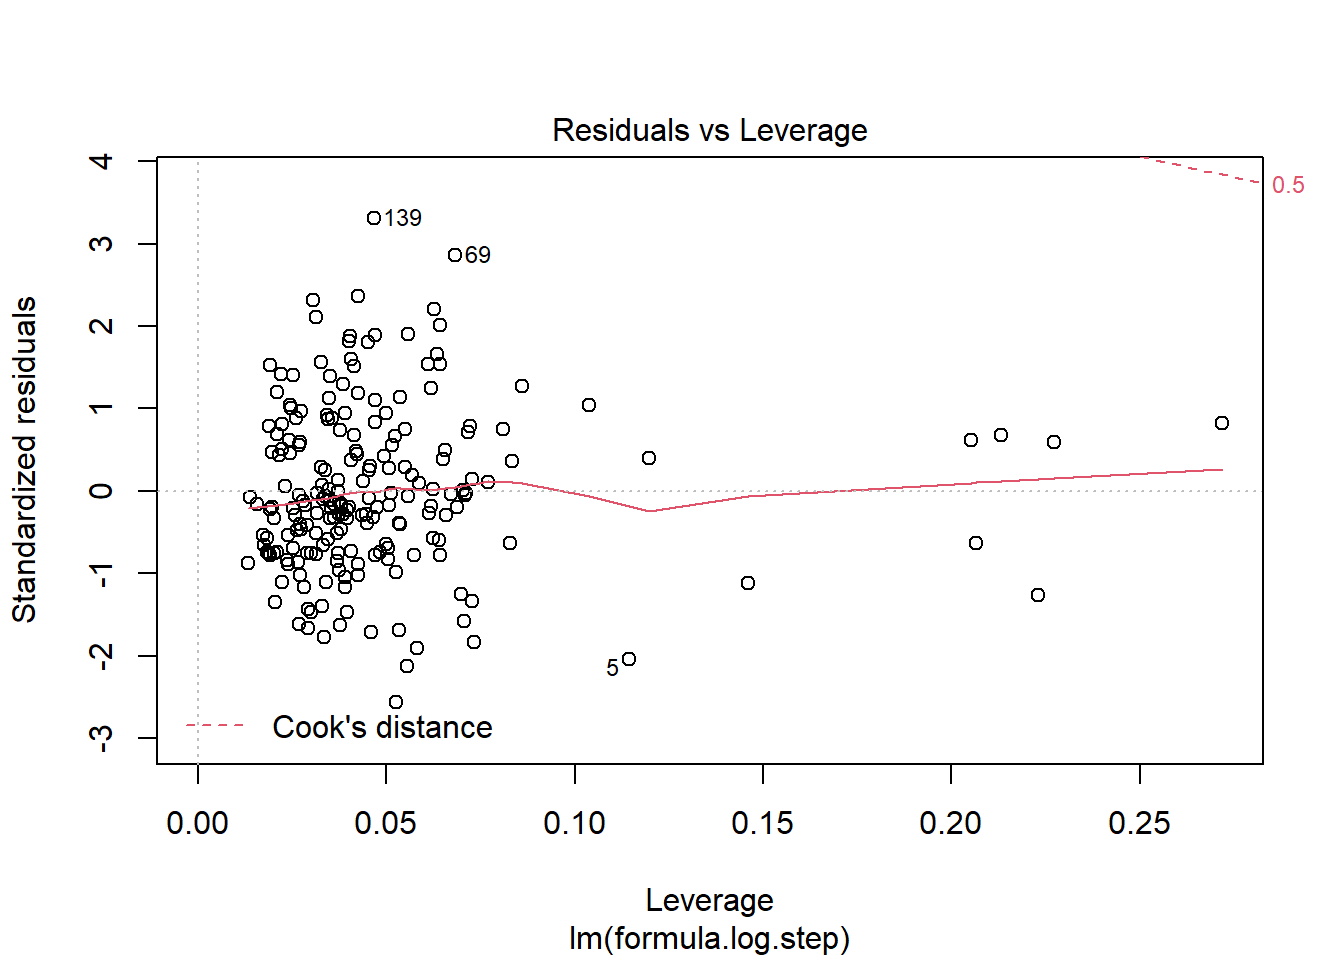 Residuals vs Leverage
Standardized residuals
4
3
2
1
0
-1
-2
-3
139
69
5
0.5
Cook's distance
0.00 0.05 0.10 0.15 0.20 0.25
Leverage
lm(formula.log.step)